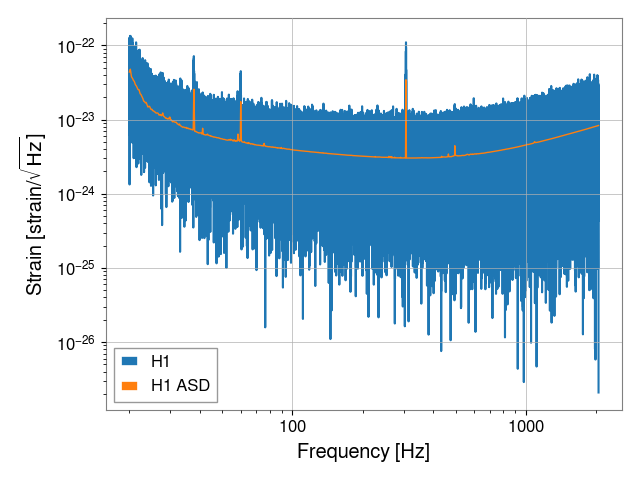 10⁻²²
10⁻²³
10⁻²⁴
10⁻²⁵
10⁻²⁶
Strain [strain/√Hz]
H1
H1 ASD
100
1000
Frequency [Hz]